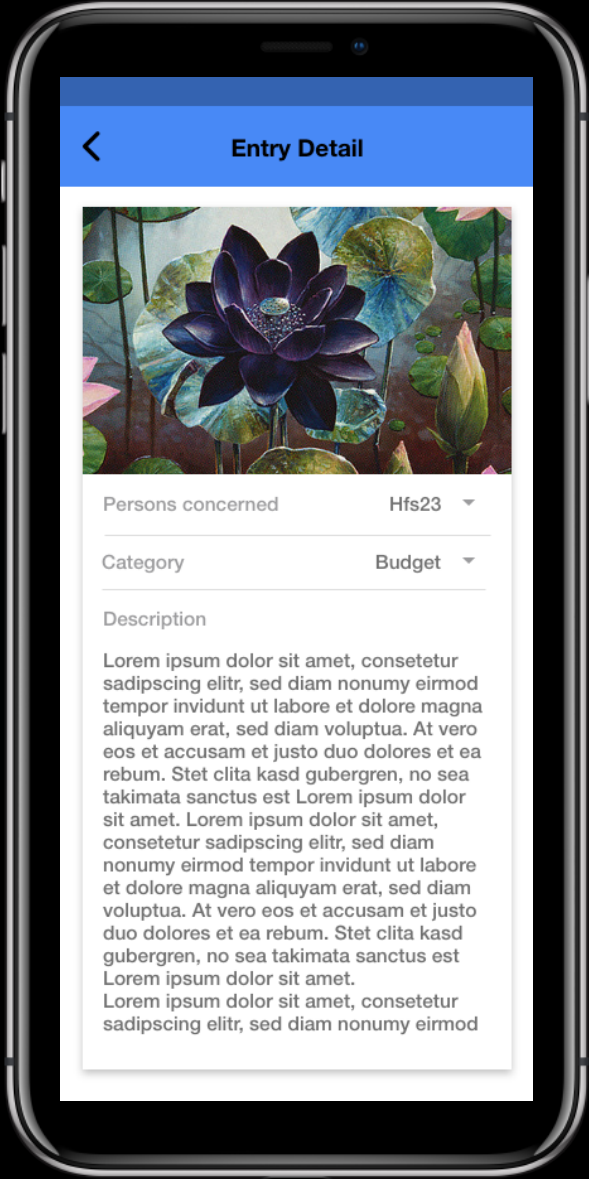 Entry Detail
Persons concerned Hfs23
Category Budget
Description
Lorem ipsum dolor sit amet, consetetur
sadipscing elitr, sed diam nonumy eirmod
tempor invidunt ut labore et dolore magna
aliquyam erat, sed diam voluptua. At vero
eos et accusam et justo duo dolores et ea
rebum. Stet clita kasd gubergren, no sea
takimata sanctus est Lorem ipsum dolor
sit amet. Lorem ipsum dolor sit amet,
consetetur sadipscing elitr, sed diam
nonumy eirmod tempor invidunt ut labore
et dolore magna aliquyam erat, sed diam
voluptua. At vero eos et accusam et justo
duo dolores et ea rebum. Stet clita kasd
gubergren, no sea takimata sanctus est
Lorem ipsum dolor sit amet.
Lorem ipsum dolor sit amet, consetetur
sadipscing elitr, sed diam nonumy eirmod